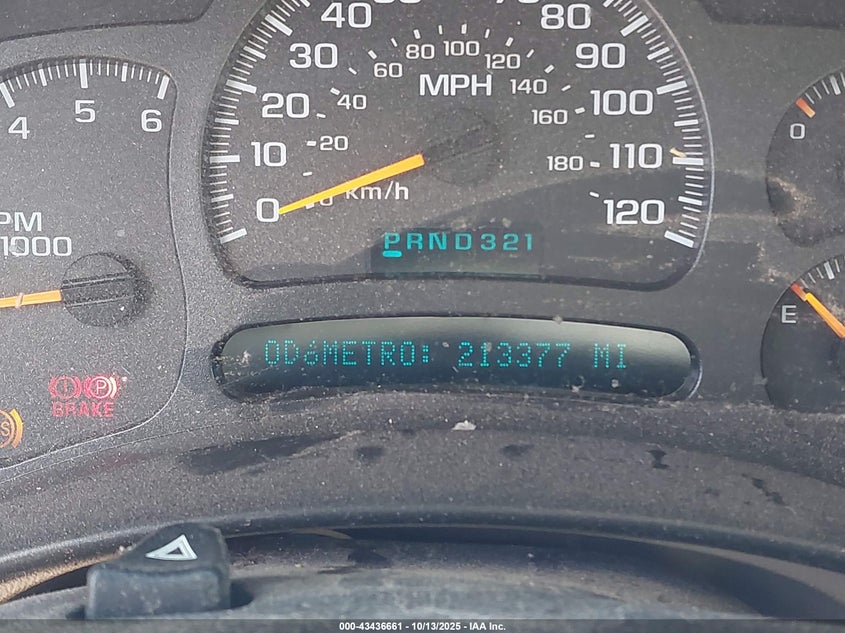 4 5 6
PM
1000
BRAKE
S
0 10 20 30 40 80 90 100 110 120
MPH
20 40 60 80 100 120 140 160 180
km/h
PRND321
ODóMETRO: 213377 MI
0
E
000-43436661 - 10/13/2025 - IAA Inc.